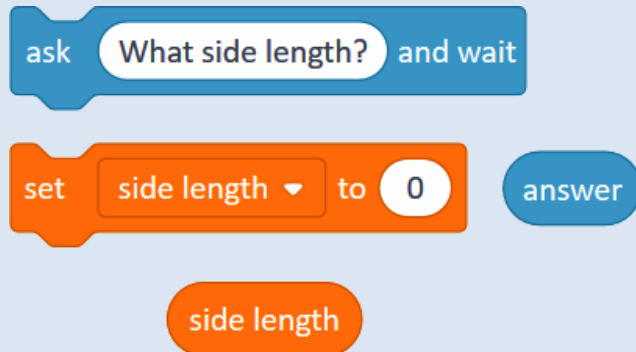 ask What side length? and wait
set side length to 0 answer
side length